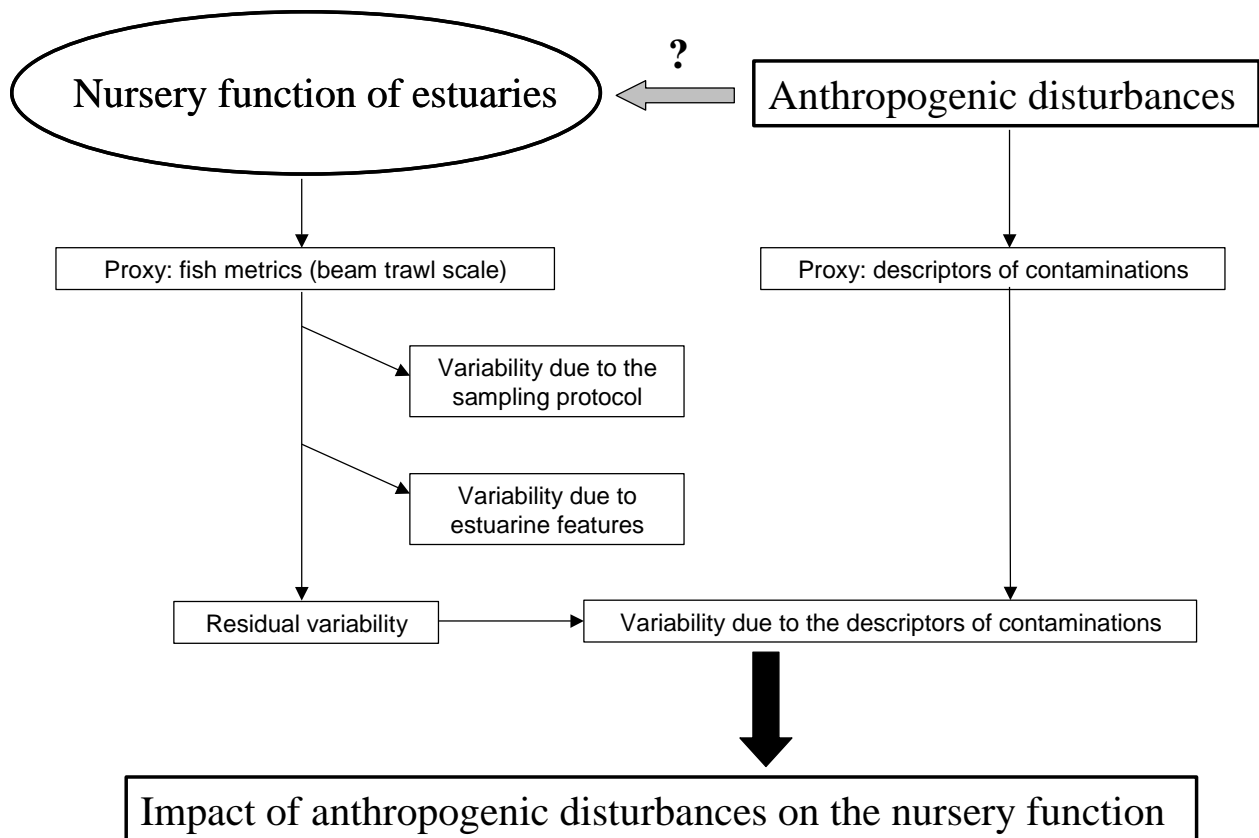 ?
Nursery function of estuaries
Anthropogenic disturbances
Proxy: fish metrics (beam trawl scale)
Proxy: descriptors of contaminations
Variability due to the
sampling protocol
Variability due to
estuarine features
Residual variability
Variability due to the descriptors of contaminations
Impact of anthropogenic disturbances on the nursery function